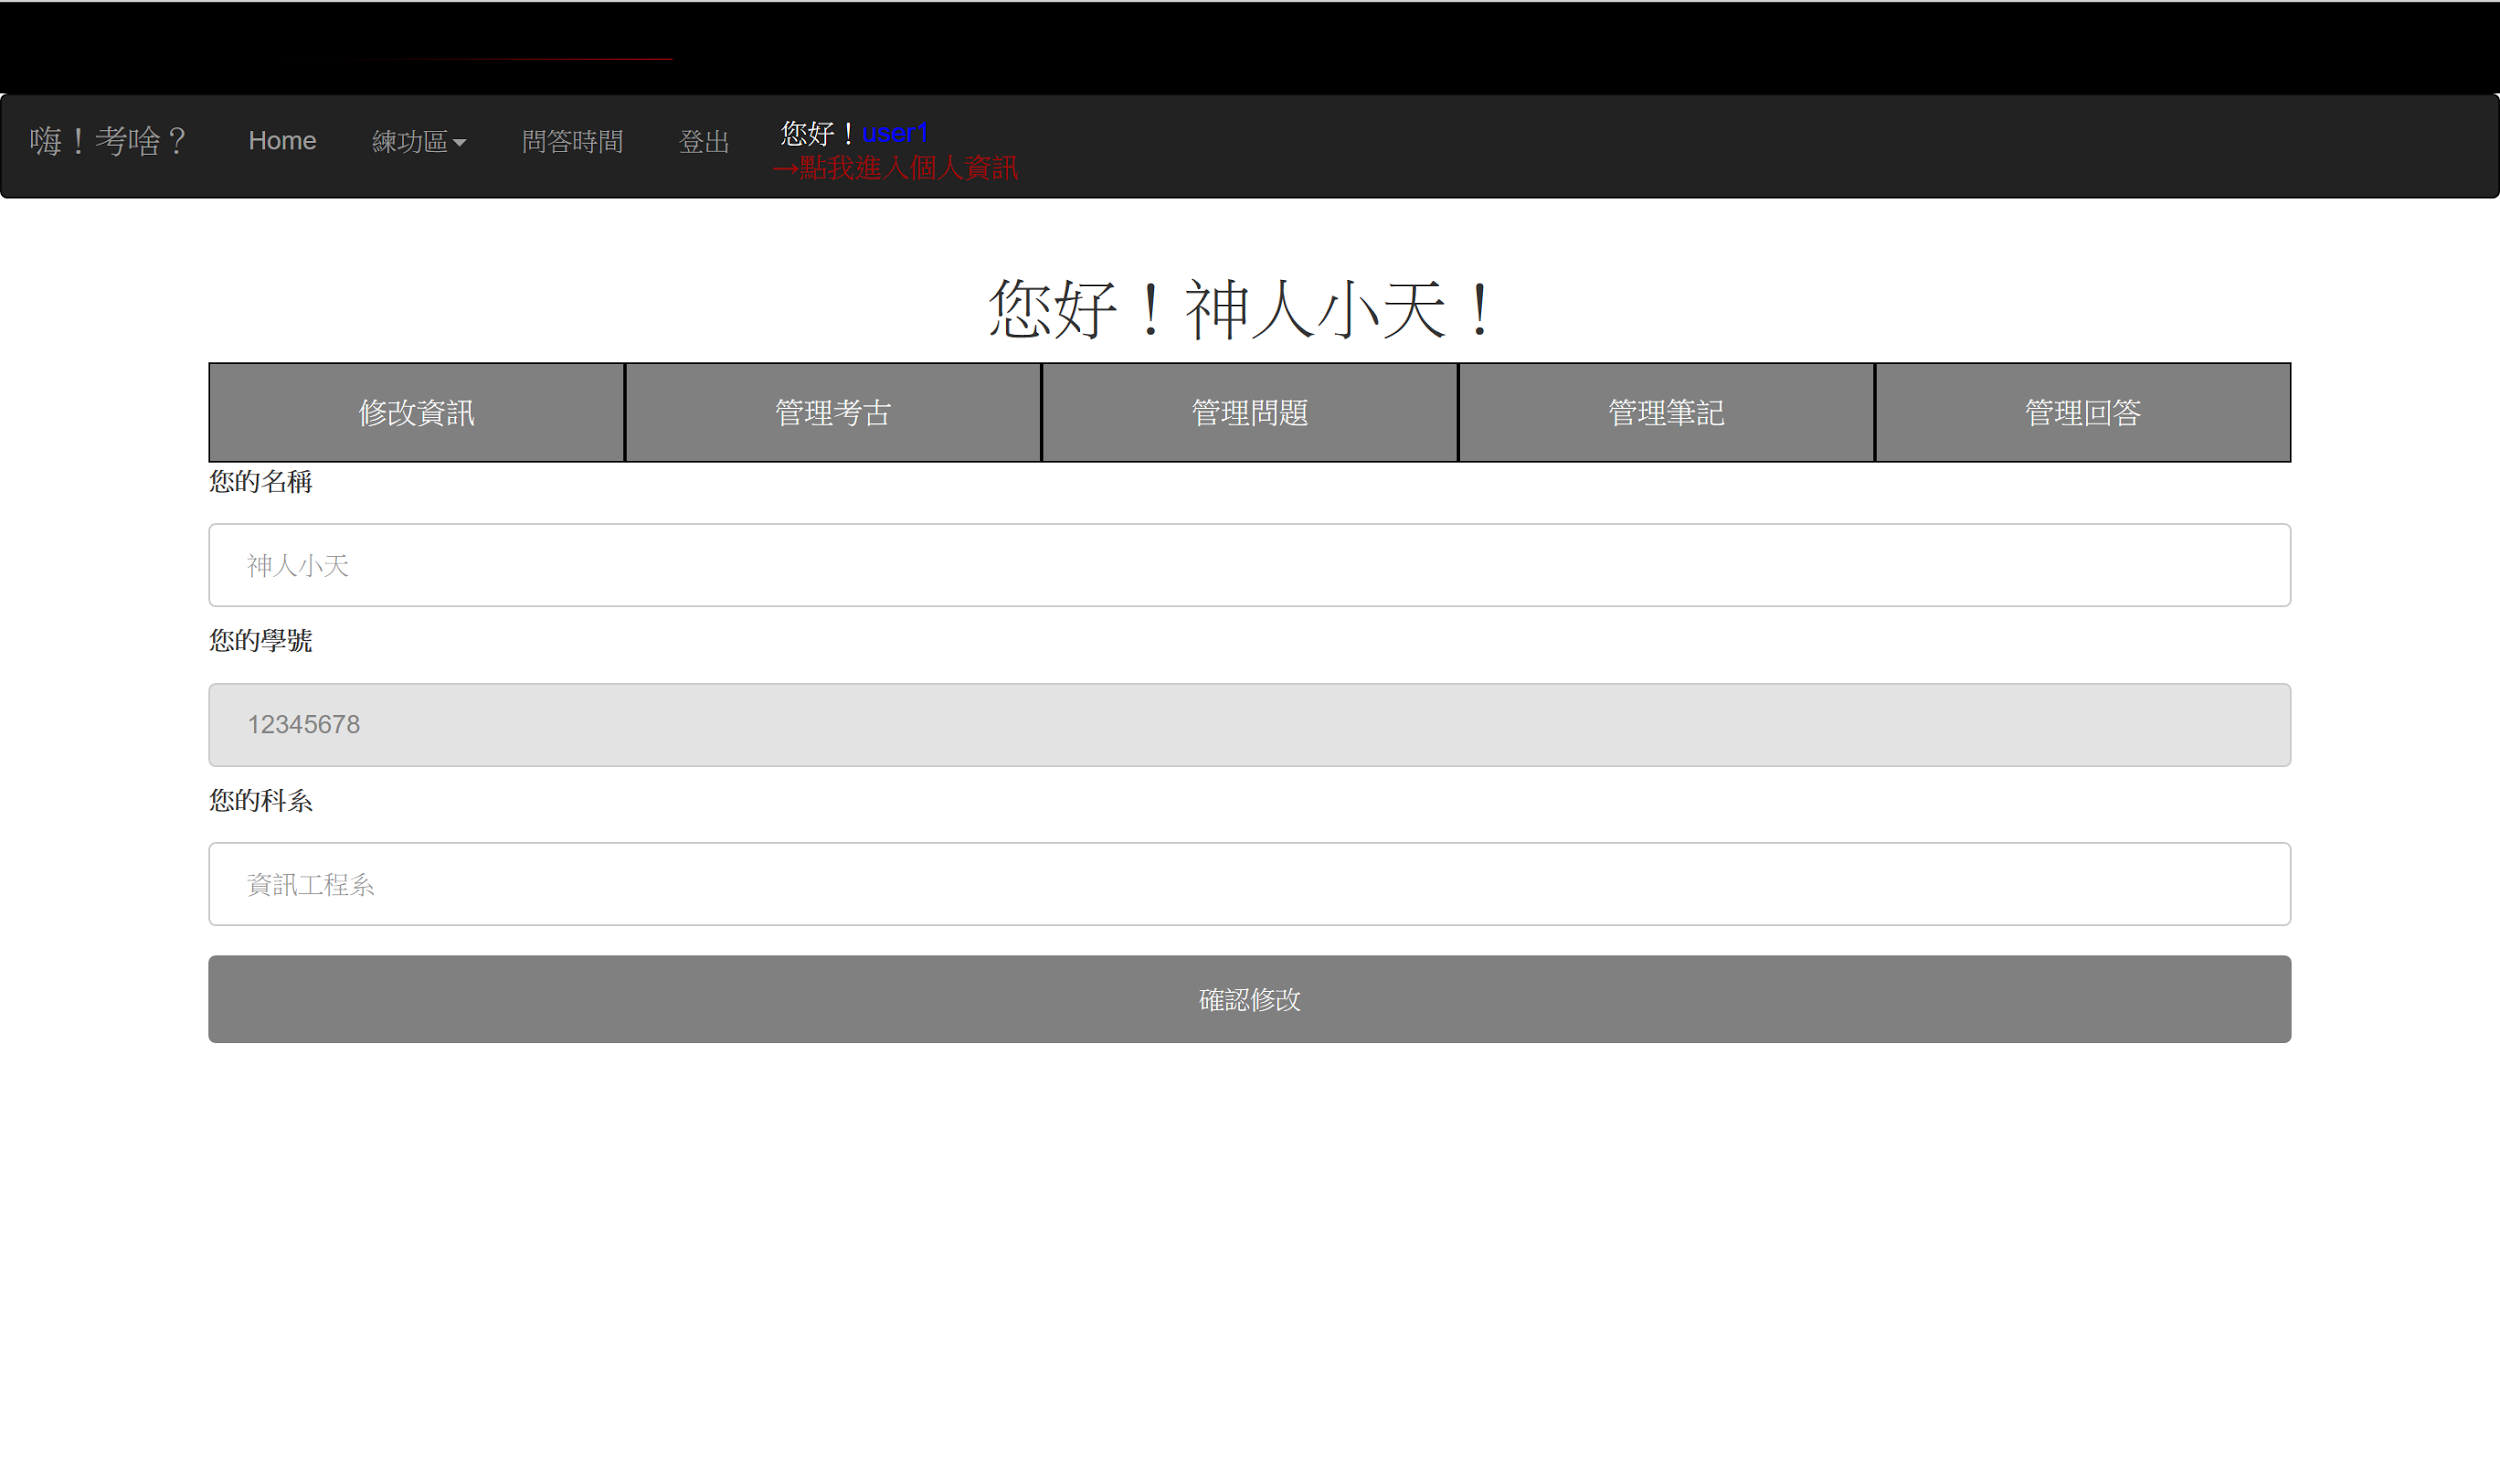 嗨！考啥？ Home 練功區 問答時間 登出 您好！user1
→點我進入個人資訊
您好！神人小天！
修改資訊 管理考古 管理問題 管理筆記 管理回答
您的名稱
神人小天
您的學號
12345678
您的科系
資訊工程系
確認修改